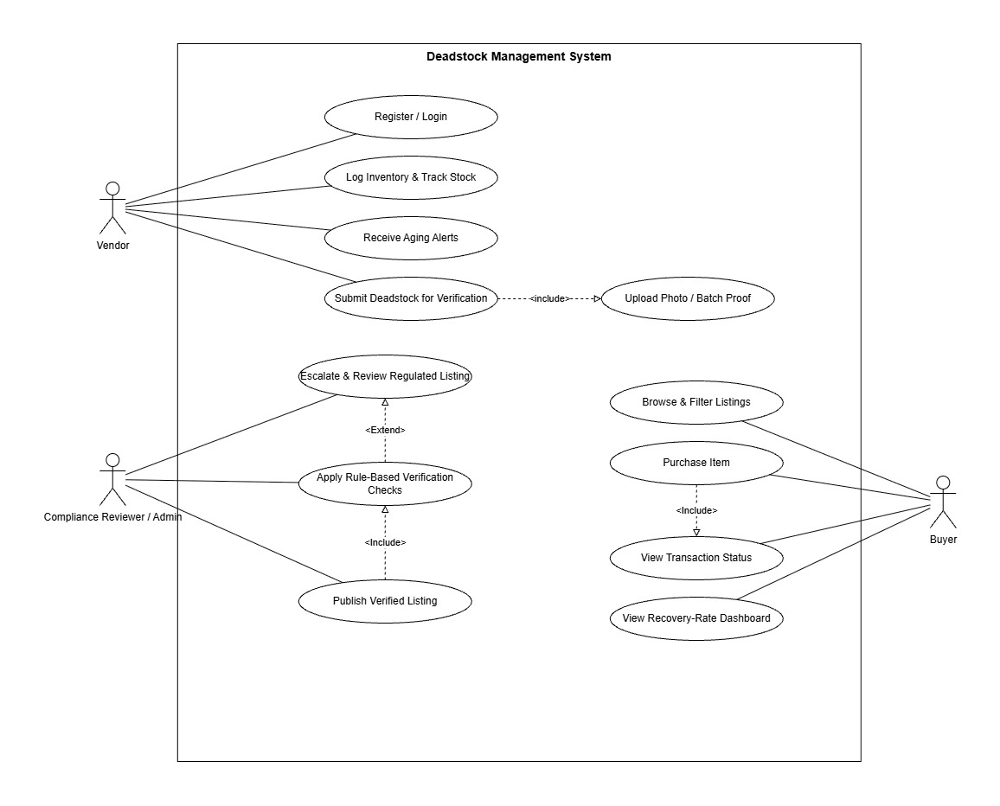 Deadstock Management System
Register / Login
Log Inventory & Track Stock
Vendor
Receive Aging Alerts
Submit Deadstock for Verification
<include>
Upload Photo / Batch Proof
Escalate & Review Regulated Listing
<Extend>
Apply Rule-Based Verification
Checks
Compliance Reviewer / Admin
<Include>
Publish Verified Listing
Browse & Filter Listings
Purchase Item
<Include>
Buyer
View Transaction Status
View Recovery-Rate Dashboard